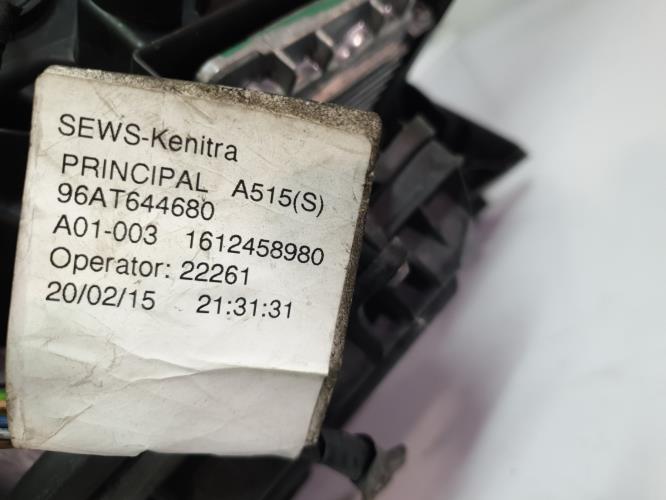 SEWS-Kenitra
PRINCIPAL A515(S)
96AT644680
A01-003 1612458980
Operator: 22261
20/02/15 21:31:31